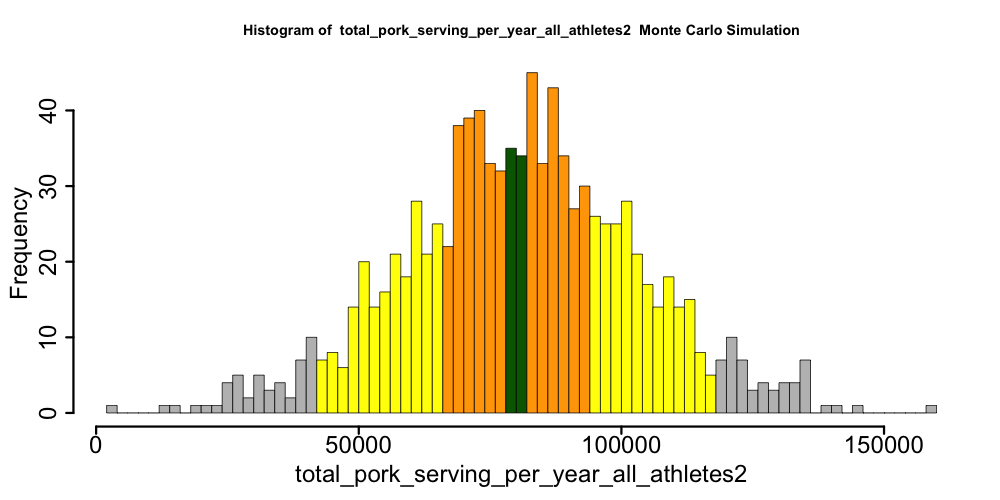 Histogram of  total_pork_serving_per_year_all_athletes2  Monte Carlo Simulation
Frequency
40
30
20
10
0
0 50000 100000 150000
total_pork_serving_per_year_all_athletes2